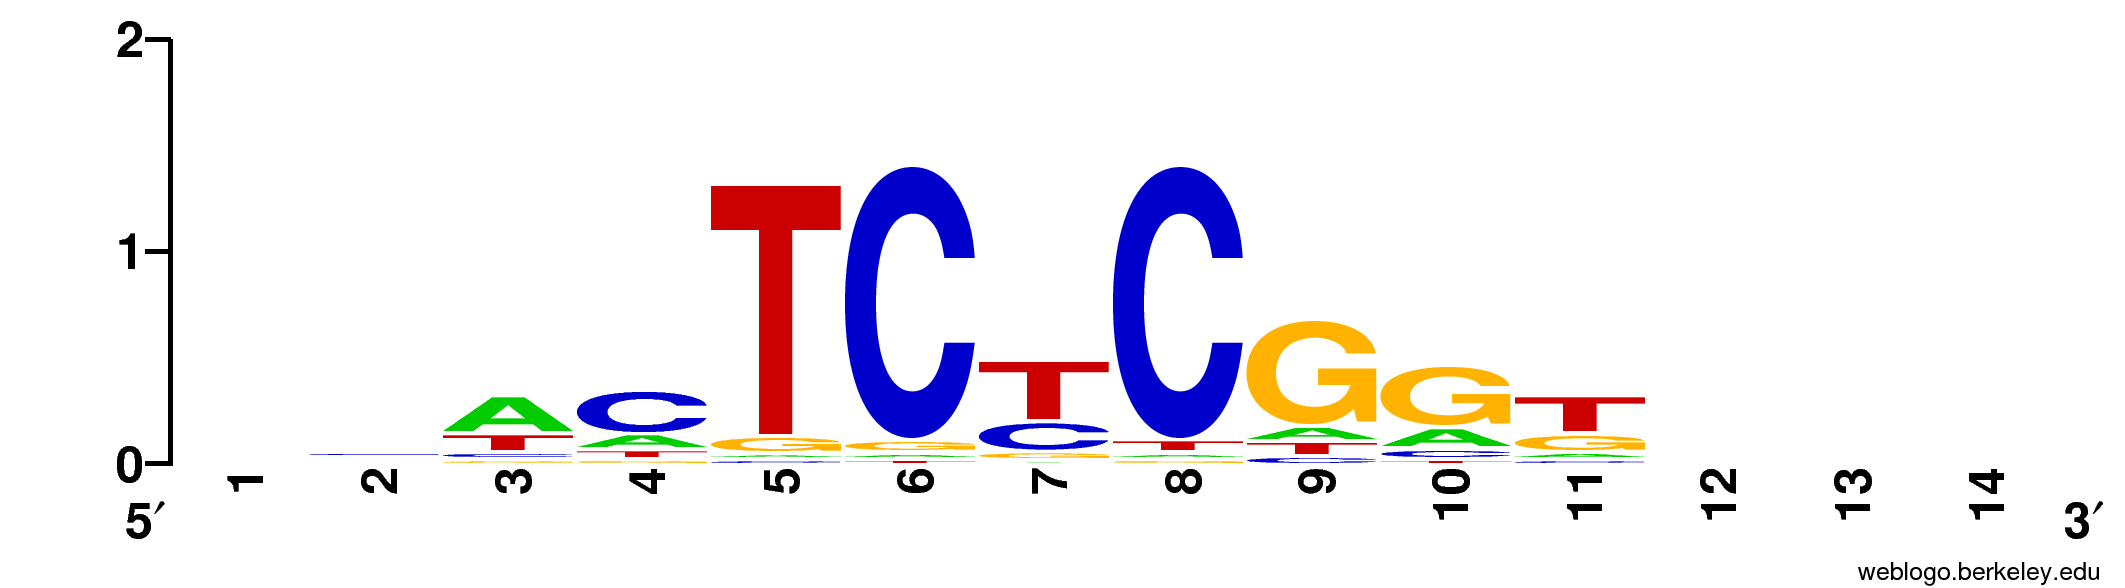 2
1
0
A C T C T C G G T
T A G G C T A A G
C T A A G A T C A
G G C T A G C T C
1 2 3 4 5 6 7 8 9 10 11 12 13 14
5′ 3′
weblogo.berkeley.edu